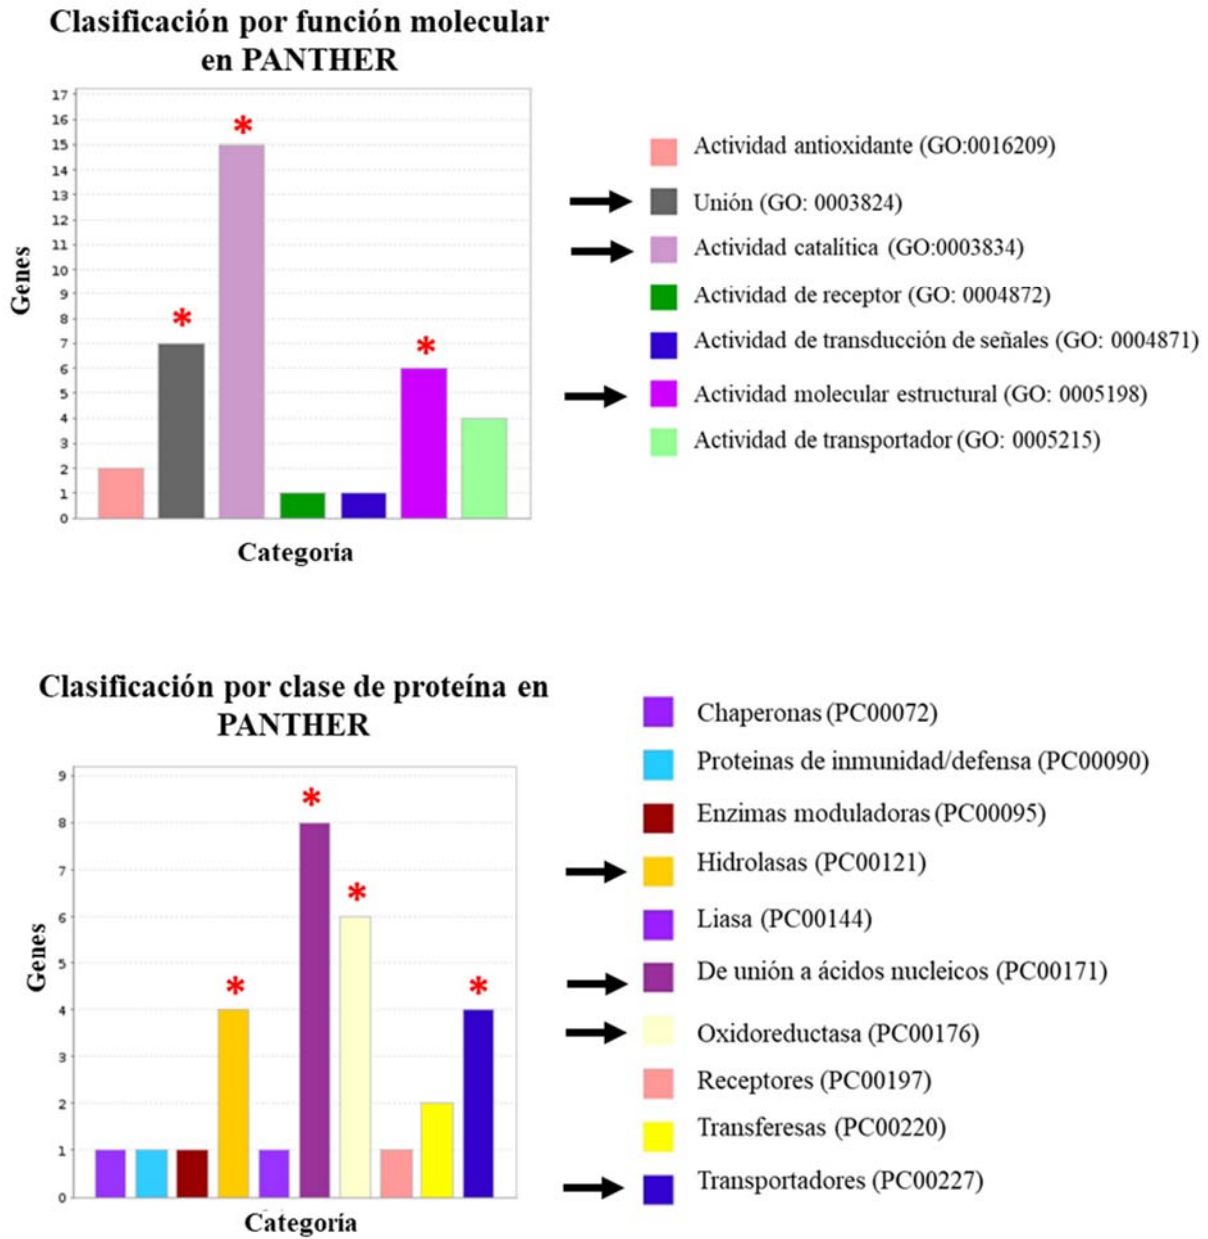 Clasificación por función molecular
en PANTHER
17
16
15
14
13
12
11
10
9
8
7
6
5
4
3
2
1
0
Genes
Categoría
Actividad antioxidante (GO:0016209)
Unión (GO: 0003824)
Actividad catalítica (GO:0003834)
Actividad de receptor (GO: 0004872)
Actividad de transducción de señales (GO: 0004871)
Actividad molecular estructural (GO: 0005198)
Actividad de transportador (GO: 0005215)
Clasificación por clase de proteína en
PANTHER
9
8
7
6
5
4
3
2
1
0
Genes
Categoría
Chaperonas (PC00072)
Proteinas de inmunidad/defensa (PC00090)
Enzimas moduladoras (PC00095)
Hidrolasas (PC00121)
Liasa (PC00144)
De unión a ácidos nucleicos (PC00171)
Oxidoreductasa (PC00176)
Receptores (PC00197)
Transferesas (PC00220)
Transportadores (PC00227)